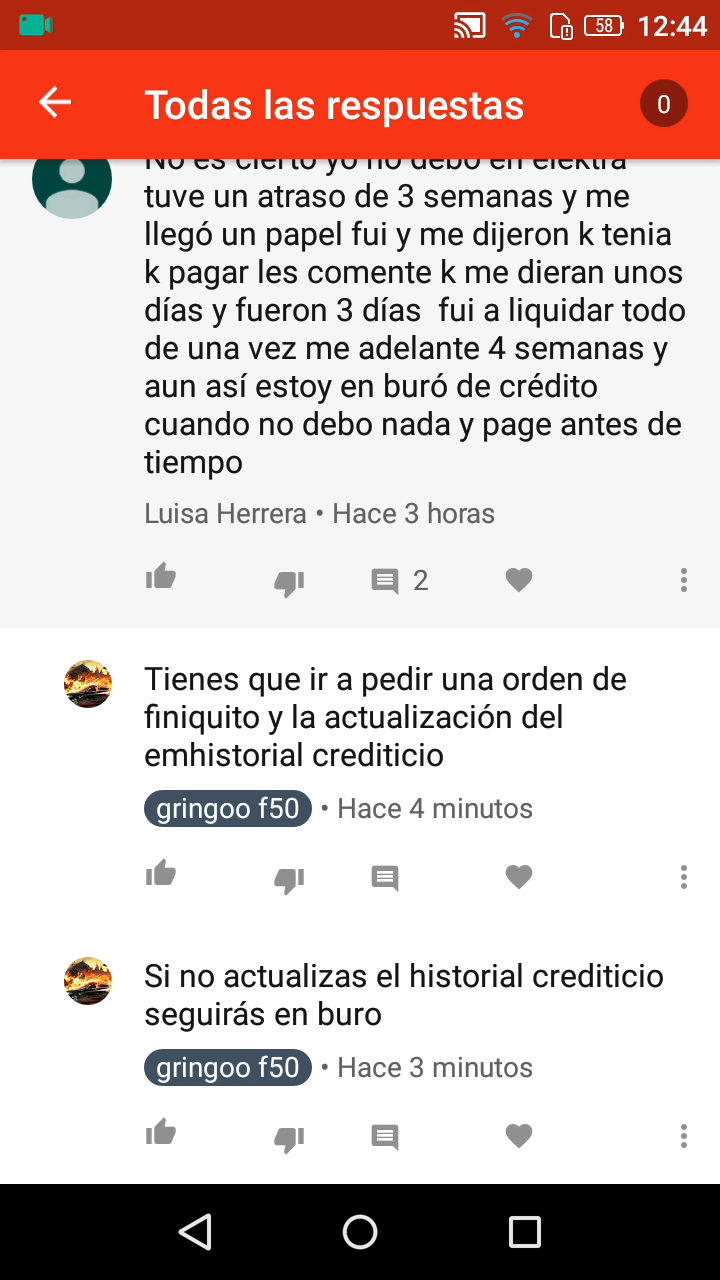 58 12:44
Todas las respuestas
0
No es cierto yo no debo en elektra
tuve un atraso de 3 semanas y me
llegó un papel fui y me dijeron k tenia
k pagar les comente k me dieran unos
días y fueron 3 días  fui a liquidar todo
de una vez me adelante 4 semanas y
aun así estoy en buró de crédito
cuando no debo nada y page antes de
tiempo
Luisa Herrera • Hace 3 horas
2
Tienes que ir a pedir una orden de
finiquito y la actualización del
emhistorial crediticio
gringoo f50 • Hace 4 minutos
Si no actualizas el historial crediticio
seguirás en buro
gringoo f50 • Hace 3 minutos